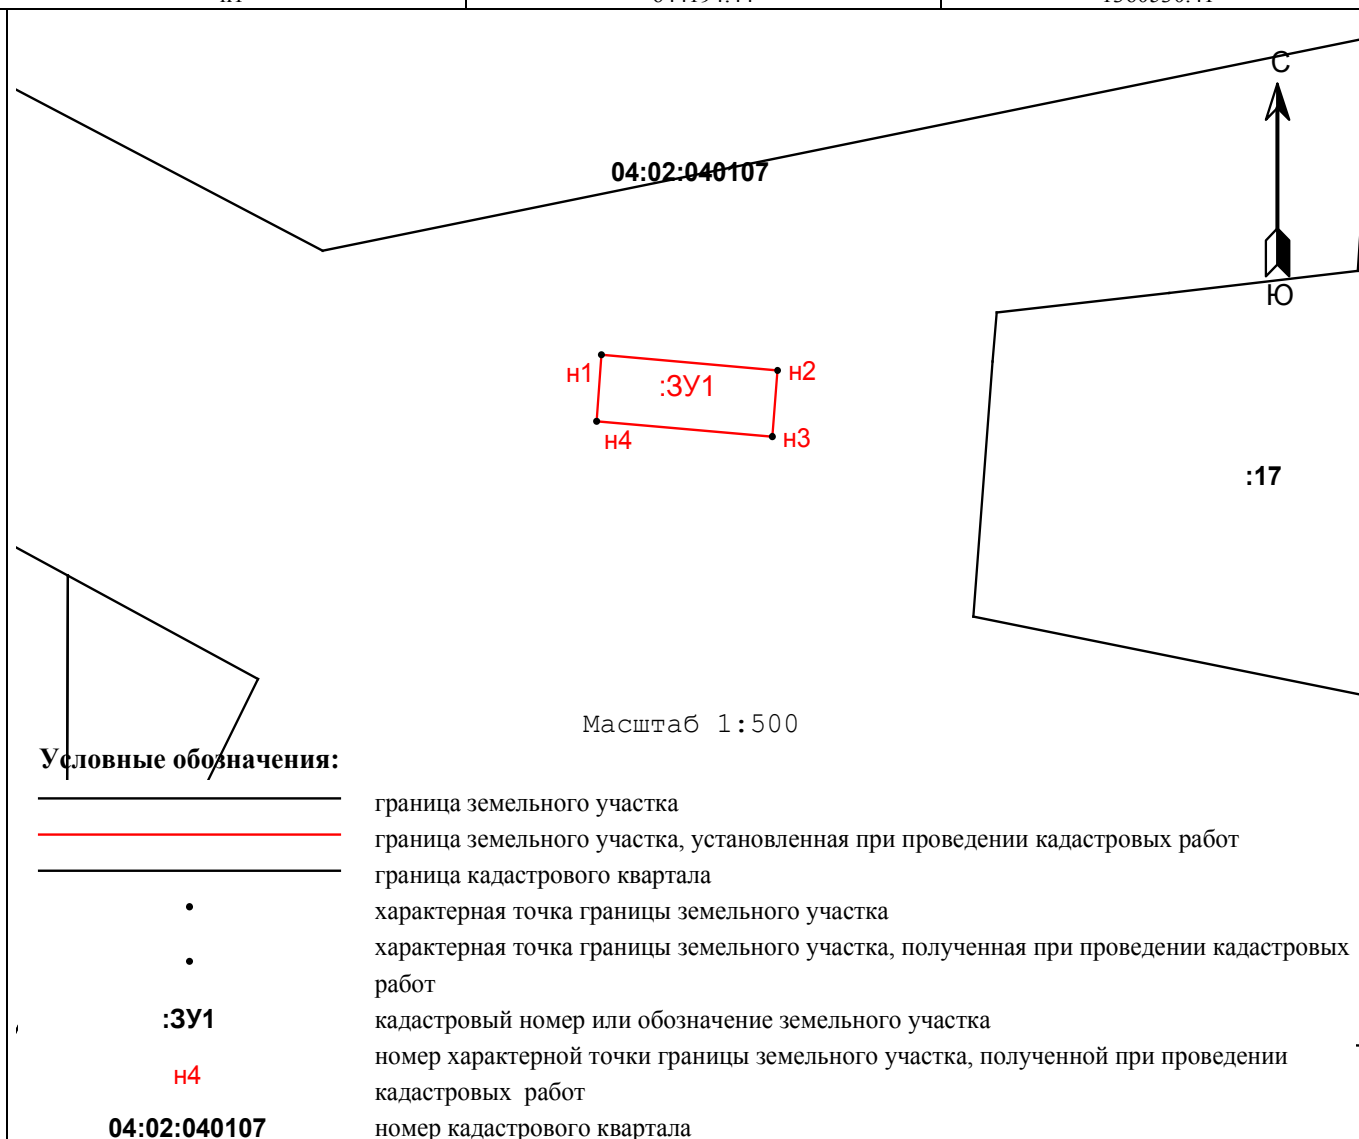 С
04:02:040107
Ю
н1
:ЗУ1
н2
н4
н3
:17
Масштаб 1:500
Условные обозначения:
граница земельного участка
граница земельного участка, установленная при проведении кадастровых работ
граница кадастрового квартала
характерная точка границы земельного участка
характерная точка границы земельного участка, полученная при проведении кадастровых
работ
:ЗУ1 кадастровый номер или обозначение земельного участка
н4 номер характерной точки границы земельного участка, полученной при проведении
кадастровых работ
04:02:040107 номер кадастрового квартала